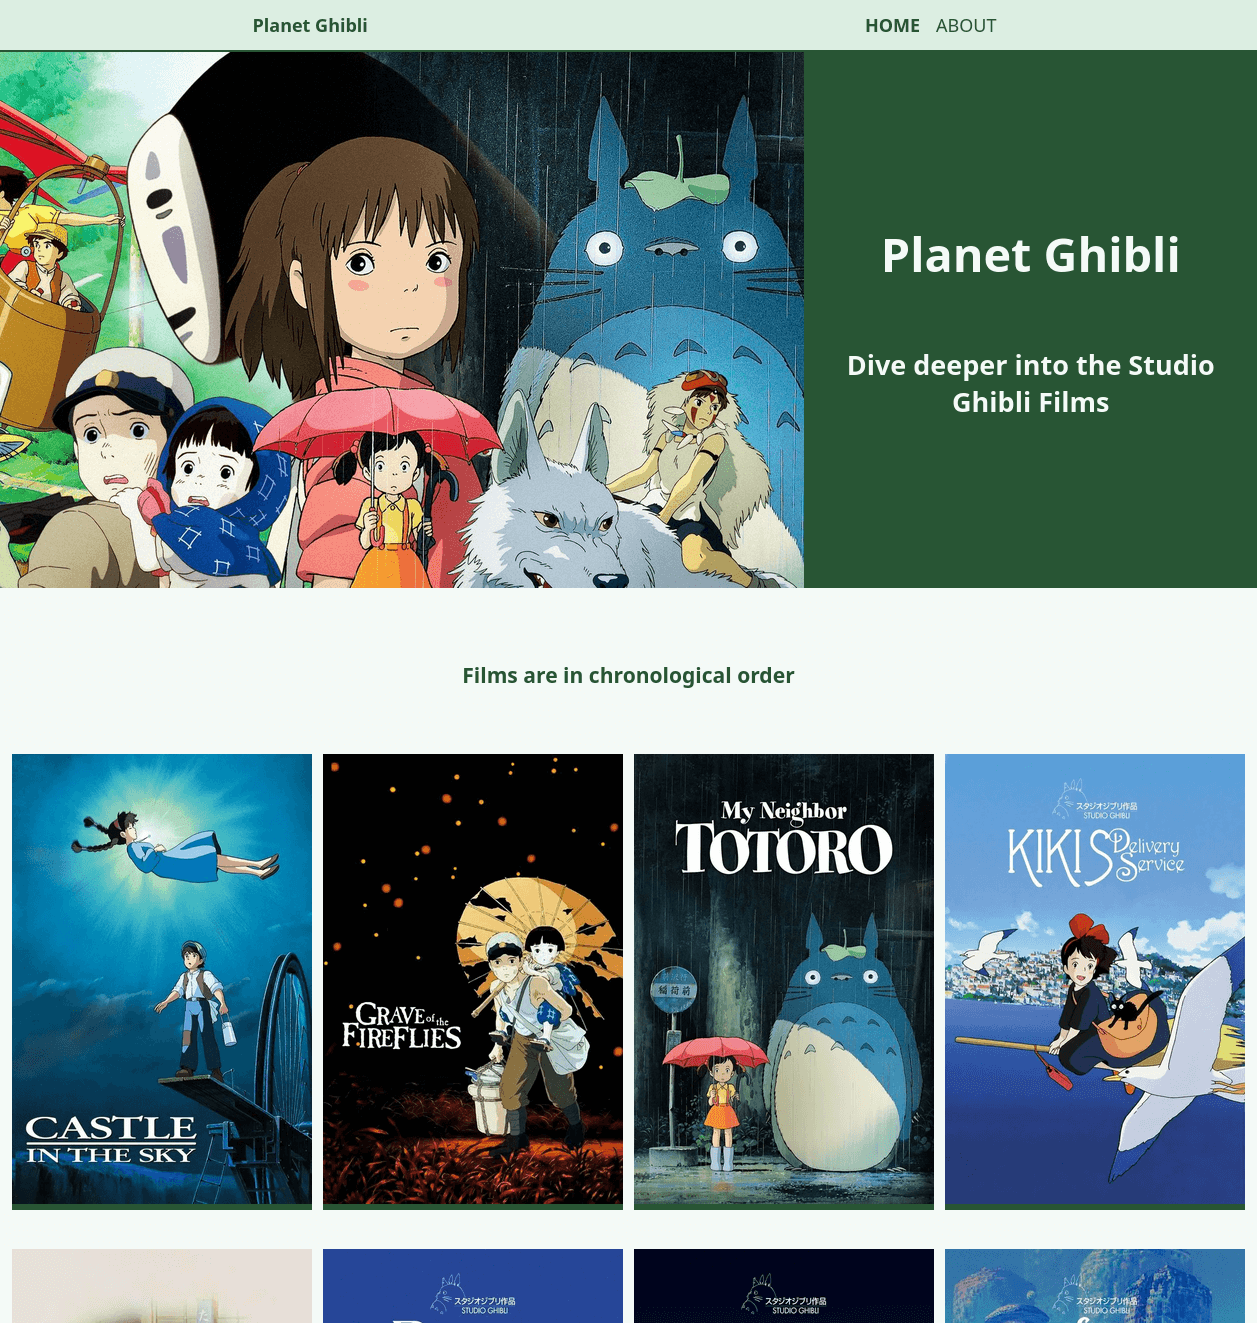 Planet Ghibli
HOME ABOUT
Planet Ghibli
Dive deeper into the Studio
Ghibli Films
Films are in chronological order
CASTLE
IN THE SKY
GRAVE of the
FIREFLIES
My Neighbor
TOTORO
稲荷前
スタジオジブリ作品
STUDIO GHIBLI
KIKI'S Delivery
Service
スタジオジブリ作品
STUDIO GHIBLI
スタジオジブリ作品
STUDIO GHIBLI
スタジオジブリ作品
STUDIO GHIBLI